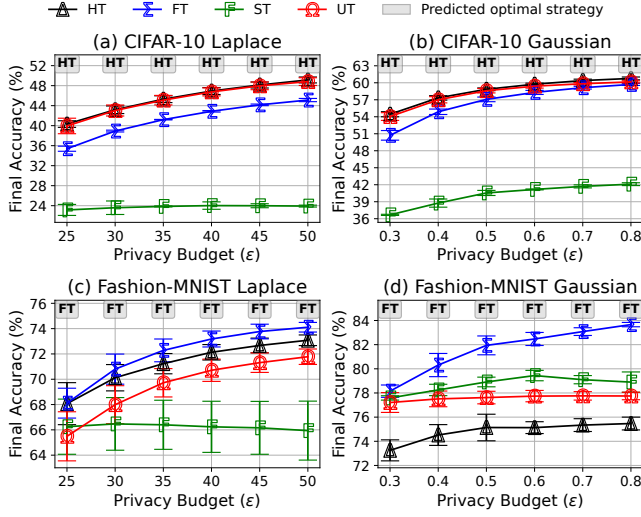 HT FT ST UT Predicted optimal strategy
(a) CIFAR-10 Laplace
52
48
44
40
36
32
28
24
HT HT HT HT HT HT
25 30 35 40 45 50
Final Accuracy (%)
Privacy Budget (ε)
(b) CIFAR-10 Gaussian
63
60
57
54
51
48
45
42
39
36
HT HT HT HT HT HT
0.3 0.4 0.5 0.6 0.7 0.8
Final Accuracy (%)
Privacy Budget (ε)
(c) Fashion-MNIST Laplace
76
74
72
70
68
66
64
FT FT FT FT FT FT
25 30 35 40 45 50
Final Accuracy (%)
Privacy Budget (ε)
(d) Fashion-MNIST Gaussian
84
82
80
78
76
74
72
FT FT FT FT FT FT
0.3 0.4 0.5 0.6 0.7 0.8
Final Accuracy (%)
Privacy Budget (ε)